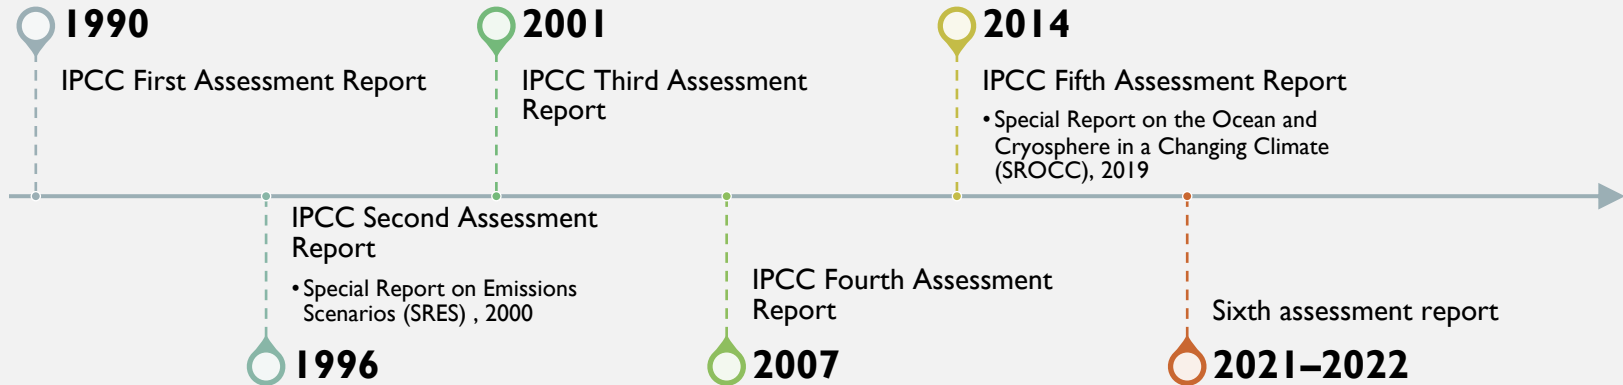 1990
IPCC First Assessment Report
2001
IPCC Third Assessment
Report
2014
IPCC Fifth Assessment Report
• Special Report on the Ocean and
Cryosphere in a Changing Climate
(SROCC), 2019
IPCC Second Assessment
Report
• Special Report on Emissions
Scenarios (SRES) , 2000
1996
IPCC Fourth Assessment
Report
2007
Sixth assessment report
2021–2022